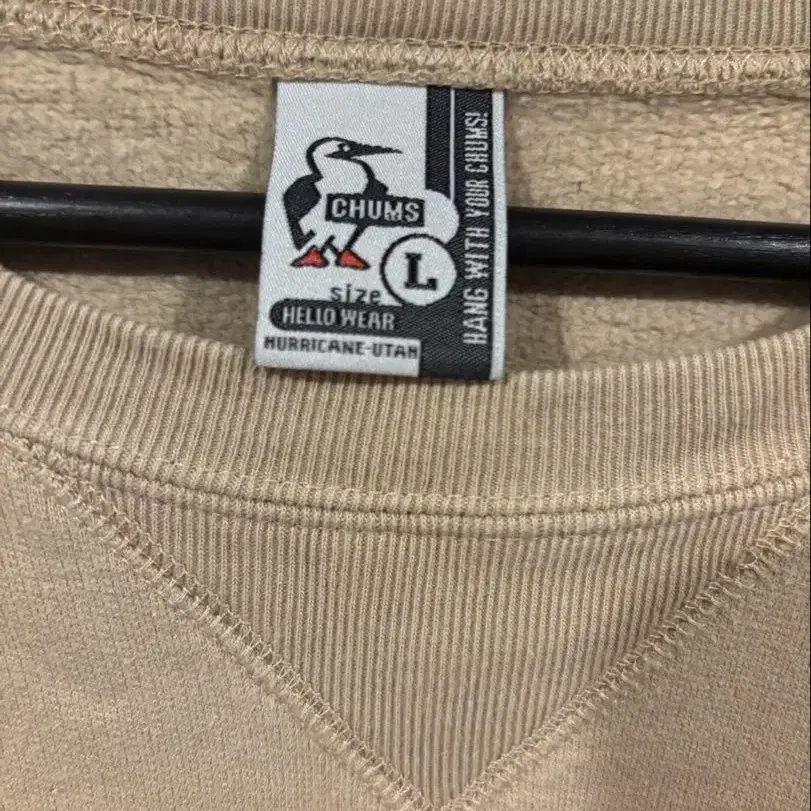 CHUMS
L
size
HELLO WEAR
HURRICANE-UTAH
HANG WITH YOUR CHUMS!